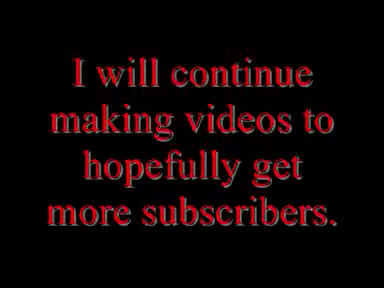 I will continue
making videos to
hopefully get
more subscribers.